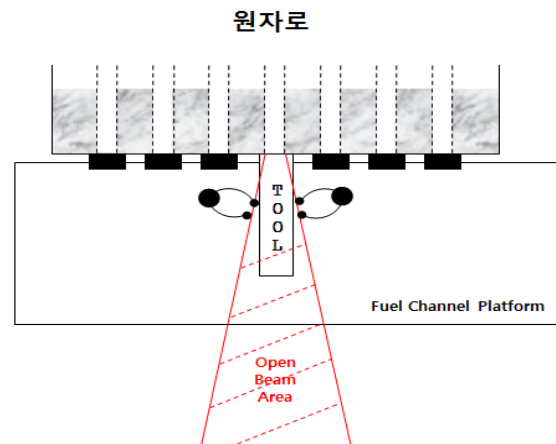 원자로
T
O
O
L
Fuel Channel Platform
Open
Beam
Area